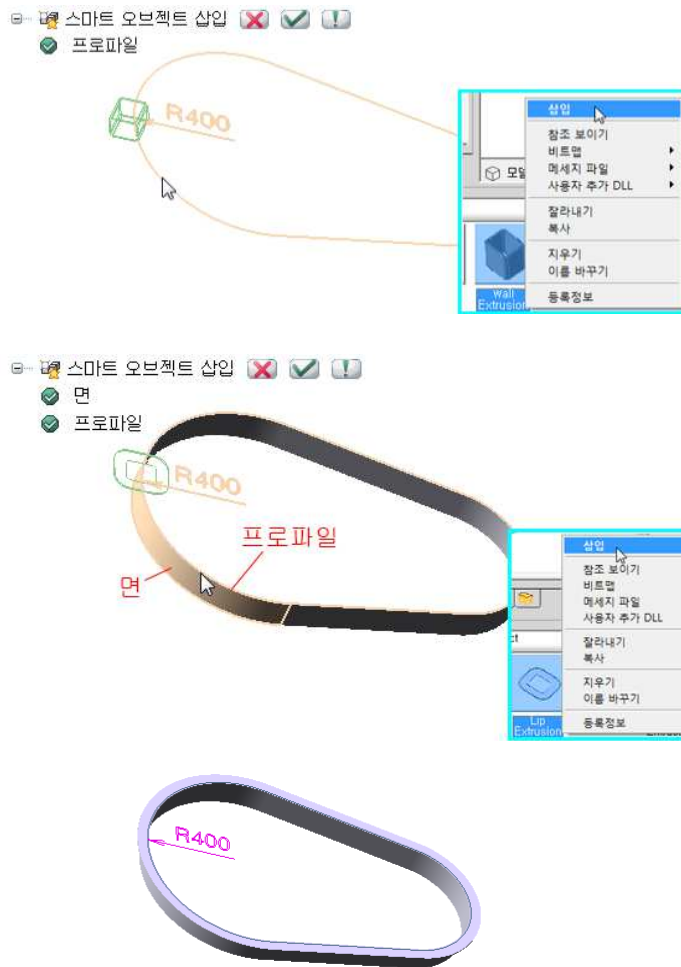 스마트 오브젝트 삽입
프로파일
R400
삽입
참조 보이기
비트맵
메세지 파일
사용자 추가 DLL
잘라내기
복사
지우기
이름 바꾸기
등록정보
모델
wall
Extrusion
스마트 오브젝트 삽입
면
프로파일
R400
프로파일
면
삽입
참조 보이기
비트맵
메세지 파일
사용자 추가 DLL
잘라내기
복사
지우기
이름 바꾸기
등록정보
Lip
Extrusion
R400